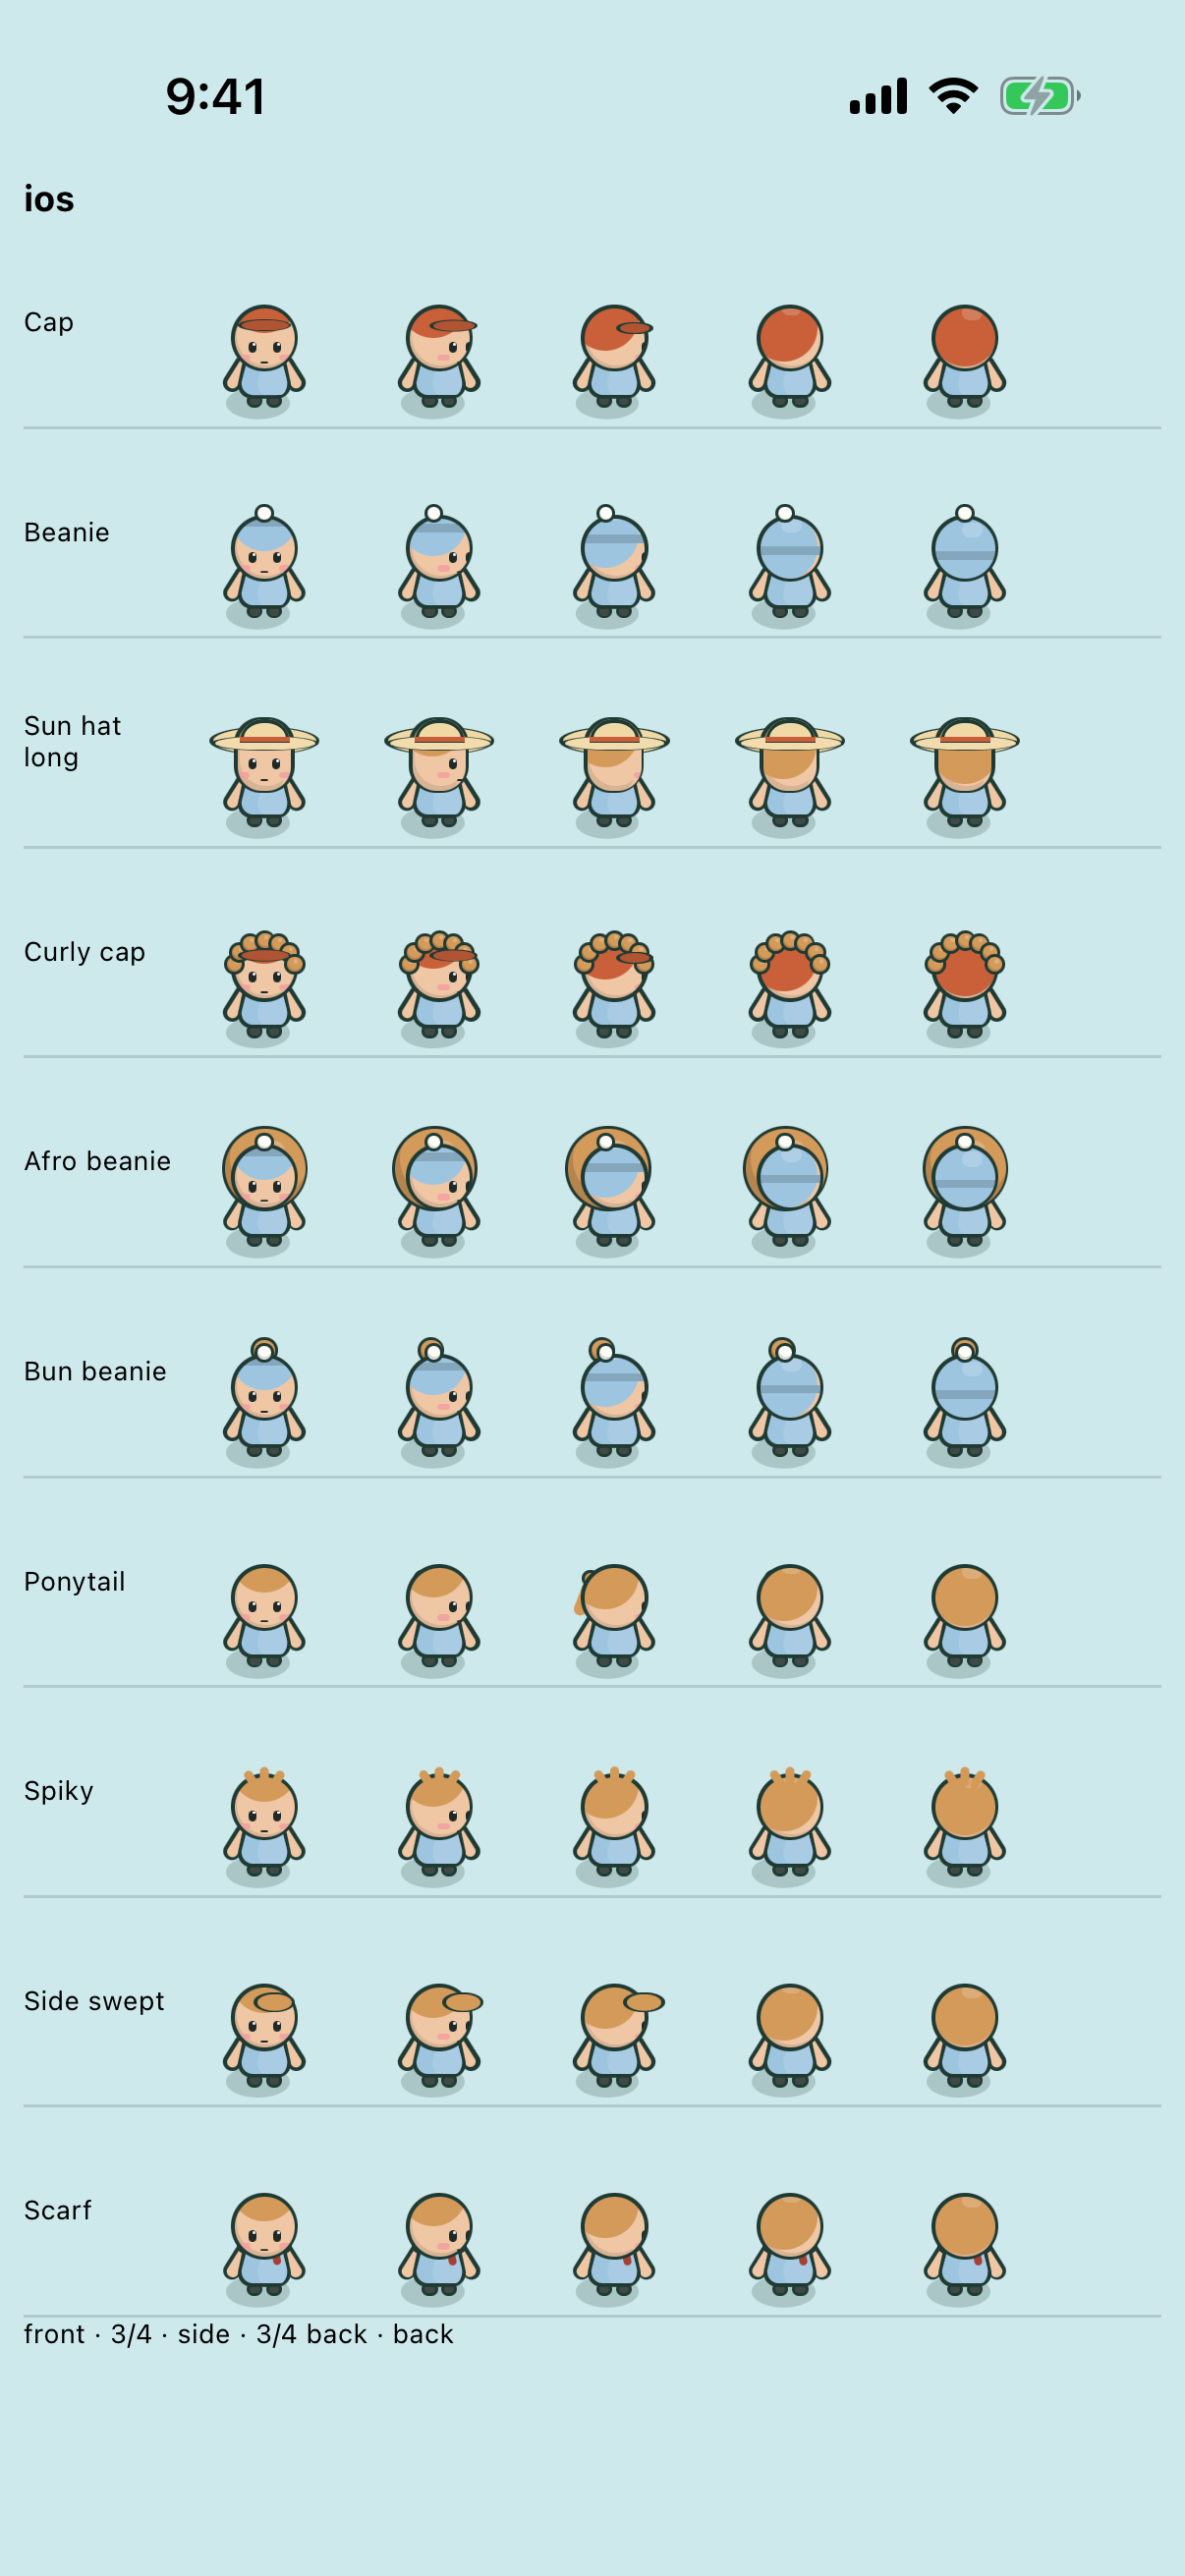 9:41
ios
Cap
Beanie
Sun hat
long
Curly cap
Afro beanie
Bun beanie
Ponytail
Spiky
Side swept
Scarf
front · 3/4 · side · 3/4 back · back